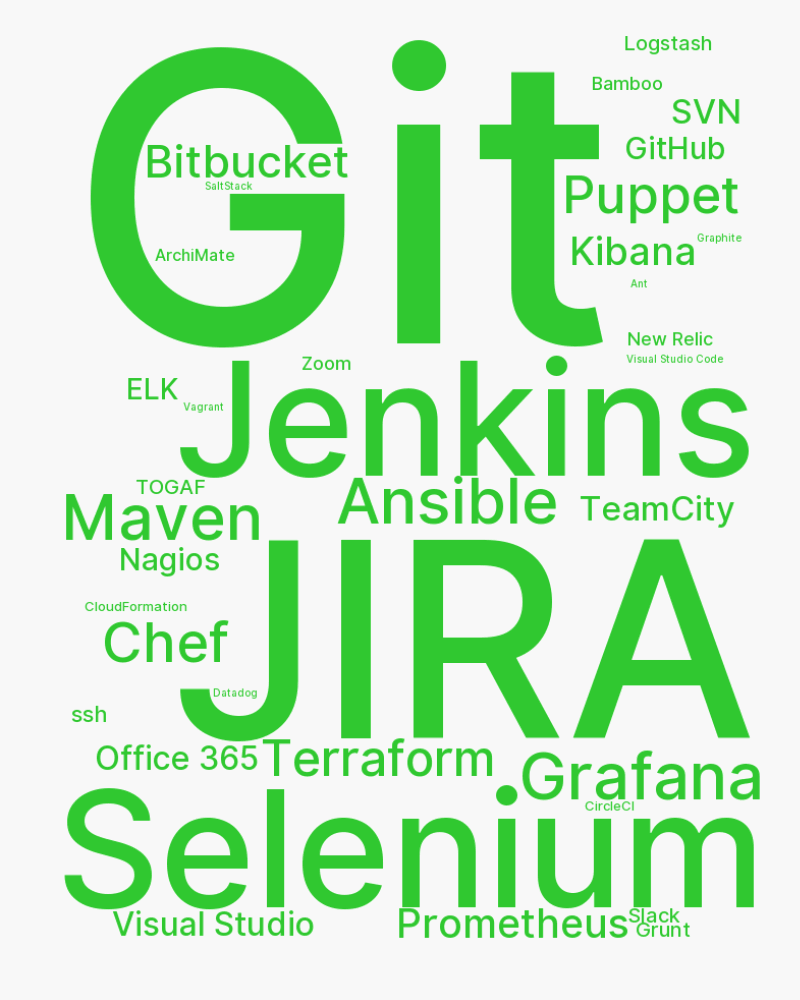 Git
Logstash
Bamboo
SVN
GitHub
Bitbucket
SaltStack
Puppet
Graphite
Kibana
ArchiMate
Ant
New Relic
Visual Studio Code
Zoom
Jenkins
ELK
Vagrant
TOGAF
Maven
Ansible
TeamCity
Nagios
JIRA
CloudFormation
Chef
Datadog
ssh
Office 365
Terraform
Grafana
CircleCI
Selenium
Visual Studio
Prometheus
Slack
Grunt